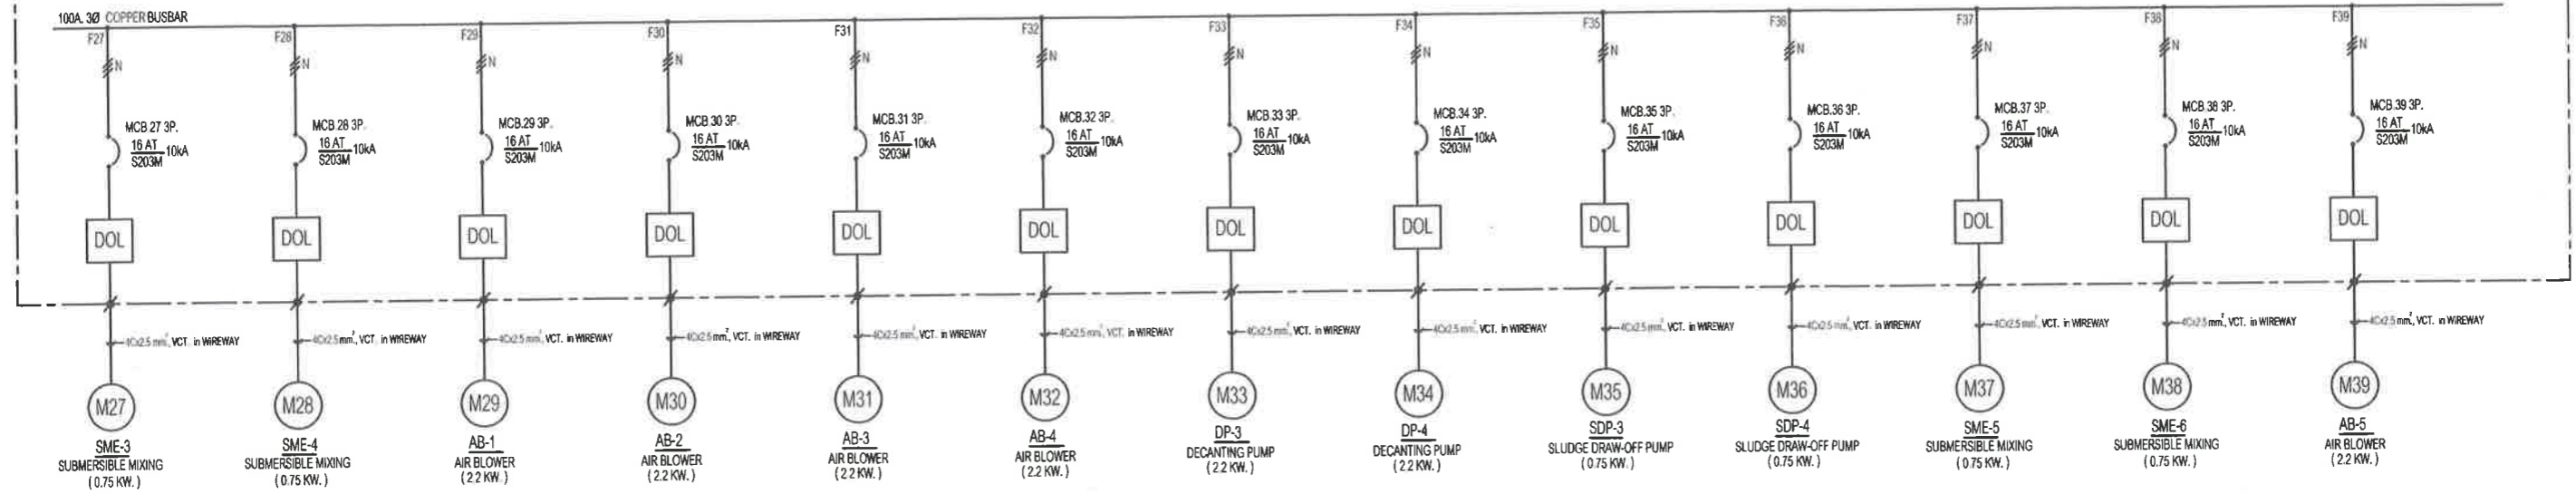 100A. 3Ø COPPER BUSBAR
F27
F28
F29
F30
F31
F32
F33
F34
F35
F36
F37
F38
F39
N
N
N
N
N
N
N
N
N
N
N
N
N
MCB.27 3P.
16 AT
S203M
10kA
MCB.28 3P.
16 AT
S203M
10kA
MCB.29 3P.
16 AT
S203M
10kA
MCB.30 3P.
16 AT
S203M
10kA
MCB.31 3P.
16 AT
S203M
10kA
MCB.32 3P.
16 AT
S203M
10kA
MCB.33 3P.
16 AT
S203M
10kA
MCB.34 3P.
16 AT
S203M
10kA
MCB.35 3P.
16 AT
S203M
10kA
MCB.36 3P.
16 AT
S203M
10kA
MCB.37 3P.
16 AT
S203M
10kA
MCB.38 3P.
16 AT
S203M
10kA
MCB.39 3P.
16 AT
S203M
10kA
DOL
DOL
DOL
DOL
DOL
DOL
DOL
DOL
DOL
DOL
DOL
DOL
DOL
4Cx2.5 mm², VCT. in WIREWAY
4Cx2.5 mm², VCT. in WIREWAY
4Cx2.5 mm², VCT. in WIREWAY
4Cx2.5 mm², VCT. in WIREWAY
4Cx2.5 mm², VCT. in WIREWAY
4Cx2.5 mm², VCT. in WIREWAY
4Cx2.5 mm², VCT. in WIREWAY
4Cx2.5 mm², VCT. in WIREWAY
4Cx2.5 mm², VCT. in WIREWAY
4Cx2.5 mm², VCT. in WIREWAY
4Cx2.5 mm², VCT. in WIREWAY
4Cx2.5 mm², VCT. in WIREWAY
4Cx2.5 mm², VCT. in WIREWAY
M27
SME-3
SUBMERSIBLE MIXING
( 0.75 KW. )
M28
SME-4
SUBMERSIBLE MIXING
( 0.75 KW. )
M29
AB-1
AIR BLOWER
( 2.2 KW. )
M30
AB-2
AIR BLOWER
( 2.2 KW. )
M31
AB-3
AIR BLOWER
( 2.2 KW. )
M32
AB-4
AIR BLOWER
( 2.2 KW. )
M33
DP-3
DECANTING PUMP
( 2.2 KW. )
M34
DP-4
DECANTING PUMP
( 2.2 KW. )
M35
SDP-3
SLUDGE DRAW-OFF PUMP
( 0.75 KW. )
M36
SDP-4
SLUDGE DRAW-OFF PUMP
( 0.75 KW. )
M37
SME-5
SUBMERSIBLE MIXING
( 0.75 KW. )
M38
SME-6
SUBMERSIBLE MIXING
( 0.75 KW. )
M39
AB-5
AIR BLOWER
( 2.2 KW. )